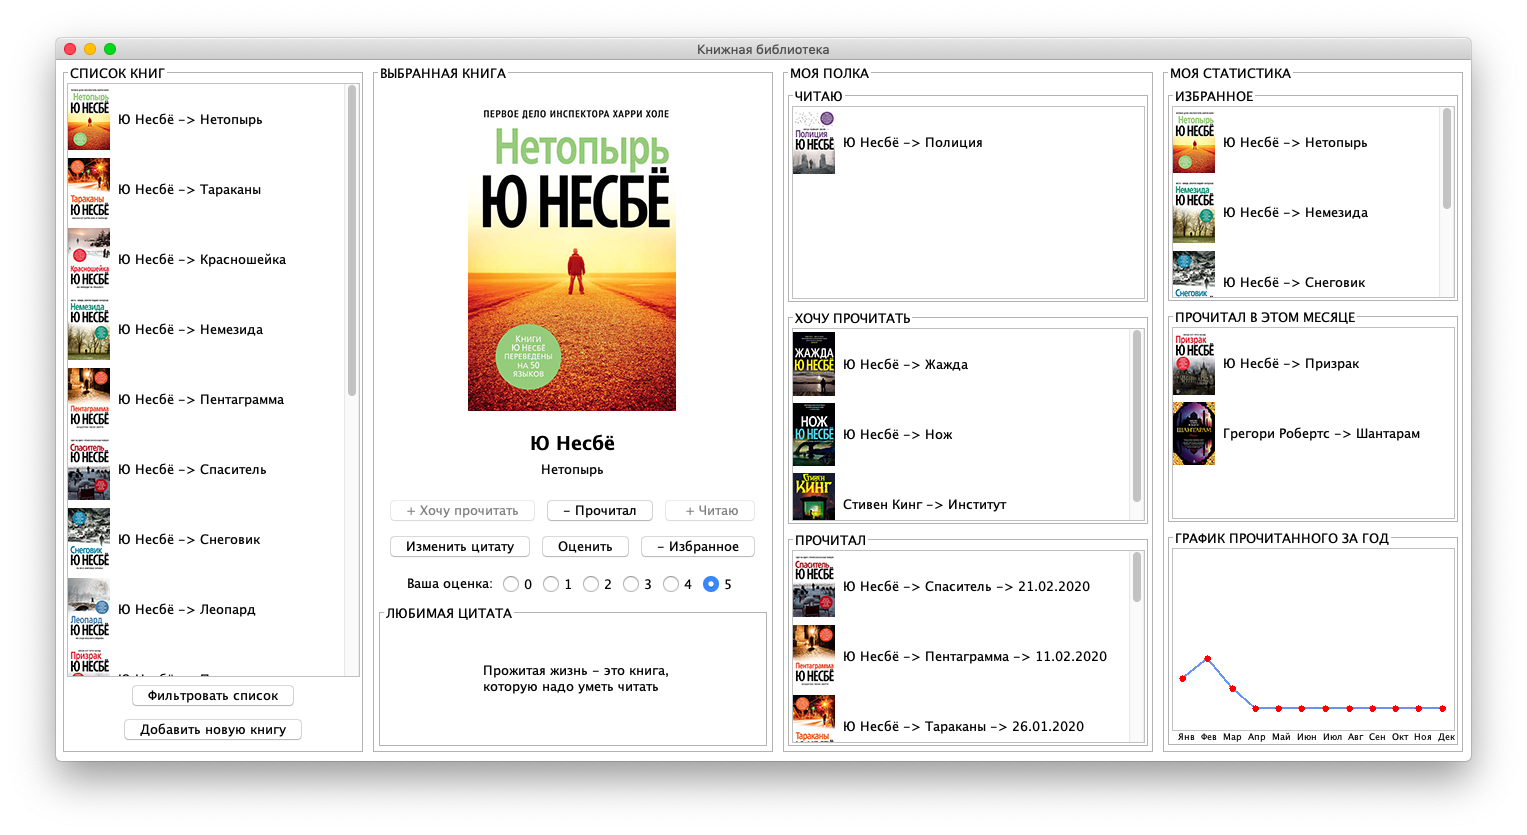 Книжная библиотека
СПИСОК КНИГ
Нетопырь
Ю НЕСБЁ
Ю Несбё -> Нетопырь
Тараканы
Ю НЕСБЁ
Ю Несбё -> Тараканы
Красношейка
Ю НЕСБЁ
Ю Несбё -> Красношейка
Немезида
Ю НЕСБЁ
Ю Несбё -> Немезида
Пентаграмма
Ю НЕСБЁ
Ю Несбё -> Пентаграмма
Спаситель
Ю НЕСБЁ
Ю Несбё -> Спаситель
Снеговик
Ю НЕСБЁ
Ю Несбё -> Снеговик
Леопард
Ю НЕСБЁ
Ю Несбё -> Леопард
Призрак
Ю НЕСБЁ
Фильтровать список
Добавить новую книгу
ВЫБРАННАЯ КНИГА
ПЕРВОЕ ДЕЛО ИНСПЕКТОРА ХАРРИ ХОЛЕ
Нетопырь
Ю НЕСБЁ
КНИГИ
Ю НЕСБЁ
ПЕРЕВЕДЕНЫ
НА 50
ЯЗЫКОВ
Ю Несбё
Нетопырь
+ Хочу прочитать
- Прочитал
+ Читаю
Изменить цитату
Оценить
- Избранное
Ваша оценка: 0 1 2 3 4 5
ЛЮБИМАЯ ЦИТАТА
Прожитая жизнь - это книга,
которую надо уметь читать
МОЯ ПОЛКА
ЧИТАЮ
Полиция
Ю НЕСБЁ
Ю Несбё -> Полиция
ХОЧУ ПРОЧИТАТЬ
ЖАЖДА
Ю НЕСБЁ
Ю Несбё -> Жажда
НОЖ
Ю НЕСБЁ
Ю Несбё -> Нож
СТИВЕН
КИНГ
Стивен Кинг -> Институт
ПРОЧИТАЛ
Спаситель
Ю НЕСБЁ
Ю Несбё -> Спаситель -> 21.02.2020
Пентаграмма
Ю НЕСБЁ
Ю Несбё -> Пентаграмма -> 11.02.2020
Тараканы
Ю Несбё -> Тараканы -> 26.01.2020
МОЯ СТАТИСТИКА
ИЗБРАННОЕ
Нетопырь
Ю НЕСБЁ
Ю Несбё -> Нетопырь
Немезида
Ю НЕСБЁ
Ю Несбё -> Немезида
Снеговик
Ю Несбё -> Снеговик
ПРОЧИТАЛ В ЭТОМ МЕСЯЦЕ
Призрак
Ю НЕСБЁ
Ю Несбё -> Призрак
ШАНТАРАМ
Грегори Робертс -> Шантарам
ГРАФИК ПРОЧИТАННОГО ЗА ГОД
Янв Фев Мар Апр Май Июн Июл Авг Сен Окт Ноя Дек